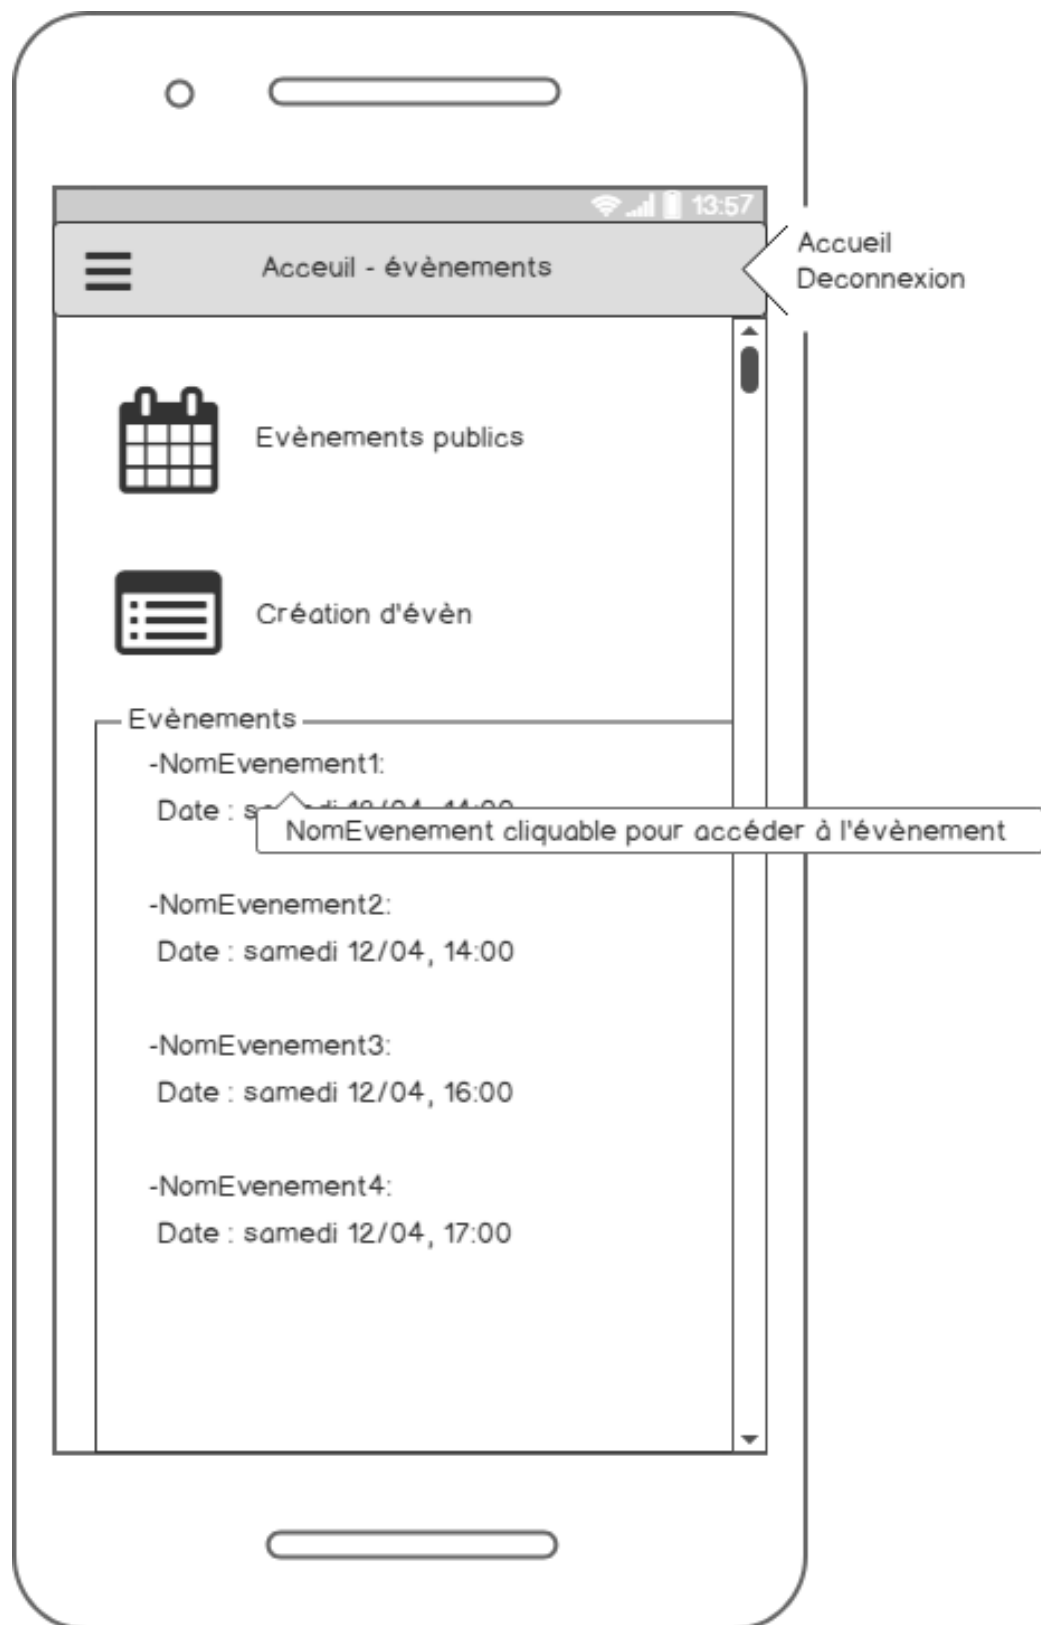 13:57
Acceuil - évènements
Accueil
Deconnexion
Evènements publics
Création d'évèn
Evènements
-NomEvenement1:
Date :
NomEvenement cliquable pour accéder à l'évènement
-NomEvenement2:
Date : samedi 12/04, 14:00
-NomEvenement3:
Date : samedi 12/04, 16:00
-NomEvenement4:
Date : samedi 12/04, 17:00